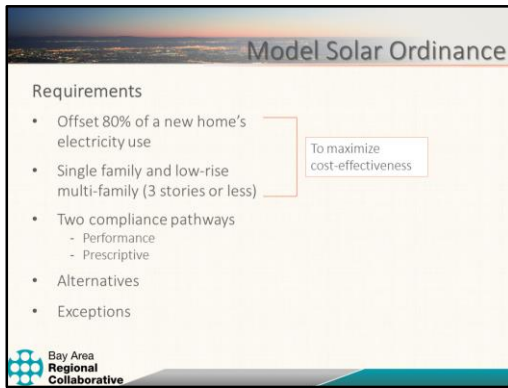 Model Solar Ordinance
Requirements
• Offset 80% of a new home's
electricity use
• Single family and low-rise
multi-family (3 stories or less)
To maximize
cost-effectiveness
• Two compliance pathways
- Performance
- Prescriptive
• Alternatives
• Exceptions
Bay Area
Regional
Collaborative